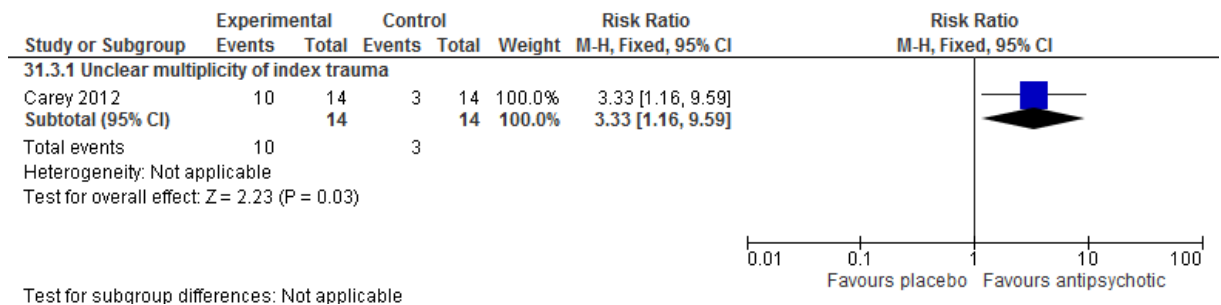 Experimental Control Risk Ratio Risk Ratio
Study or Subgroup Events Total Events Total Weight M-H, Fixed, 95% CI M-H, Fixed, 95% CI
31.3.1 Unclear multiplicity of index trauma
Carey 2012 10 14 3 14 100.0% 3.33 [1.16, 9.59]
Subtotal (95% CI) 14 14 100.0% 3.33 [1.16, 9.59]
Total events 10 3
Heterogeneity: Not applicable
Test for overall effect: Z = 2.23 (P = 0.03)
0.01 0.1 1 10 100
Favours placebo Favours antipsychotic
Test for subgroup differences: Not applicable